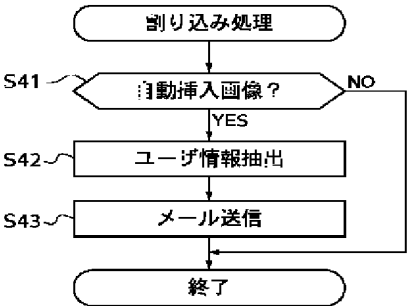 割り込み処理
S41
自動挿入画像？
NO
YES
S42
ユーザ情報抽出
S43
メール送信
終了